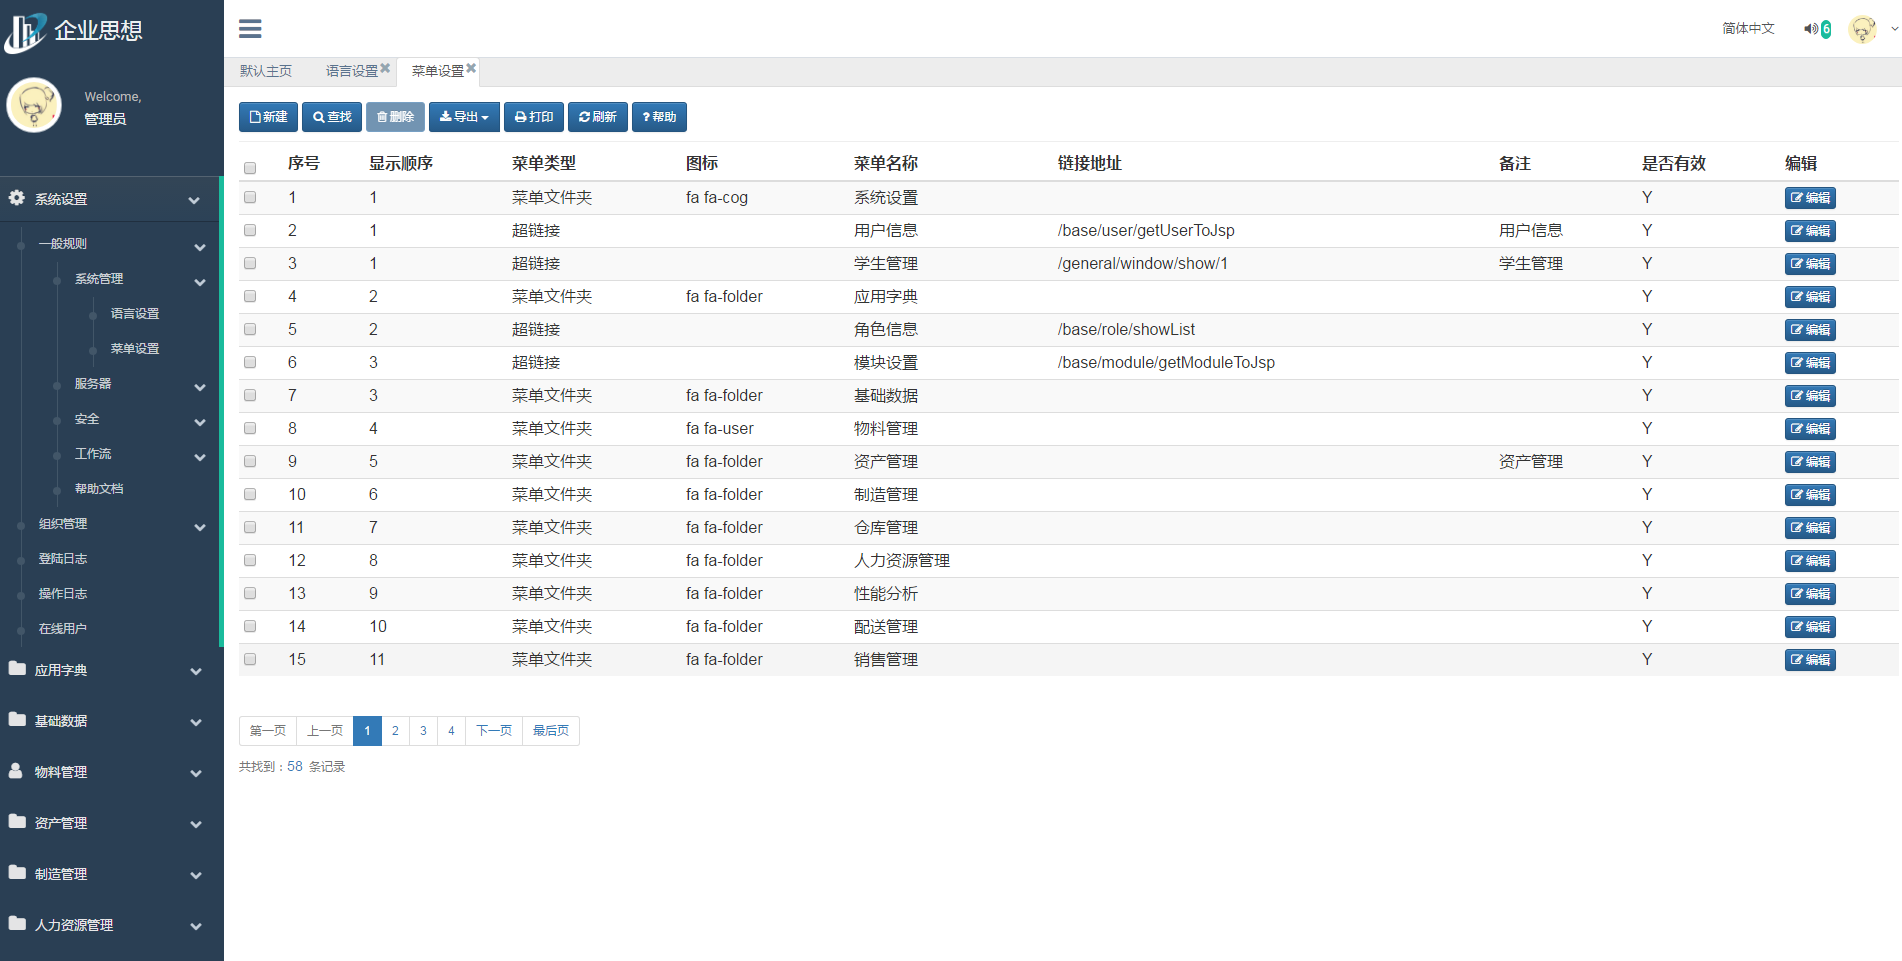 企业思想
Welcome,
管理员
系统设置
一般规则
系统管理
语言设置
菜单设置
服务器
安全
工作流
帮助文档
组织管理
登陆日志
操作日志
在线用户
应用字典
基础数据
物料管理
资产管理
制造管理
人力资源管理
简体中文 6
默认主页 语言设置 菜单设置
新建 查找 删除 导出 打印 刷新 ? 帮助
序号 显示顺序 菜单类型 图标 菜单名称 链接地址 备注 是否有效 编辑
1 1 菜单文件夹 fa fa-cog 系统设置 Y 编辑
2 1 超链接 用户信息 /base/user/getUserToJsp 用户信息 Y 编辑
3 1 超链接 学生管理 /general/window/show/1 学生管理 Y 编辑
4 2 菜单文件夹 fa fa-folder 应用字典 Y 编辑
5 2 超链接 角色信息 /base/role/showList Y 编辑
6 3 超链接 模块设置 /base/module/getModuleToJsp Y 编辑
7 3 菜单文件夹 fa fa-folder 基础数据 Y 编辑
8 4 菜单文件夹 fa fa-user 物料管理 Y 编辑
9 5 菜单文件夹 fa fa-folder 资产管理 资产管理 Y 编辑
10 6 菜单文件夹 fa fa-folder 制造管理 Y 编辑
11 7 菜单文件夹 fa fa-folder 仓库管理 Y 编辑
12 8 菜单文件夹 fa fa-folder 人力资源管理 Y 编辑
13 9 菜单文件夹 fa fa-folder 性能分析 Y 编辑
14 10 菜单文件夹 fa fa-folder 配送管理 Y 编辑
15 11 菜单文件夹 fa fa-folder 销售管理 Y 编辑
第一页 上一页 1 2 3 4 下一页 最后页
共找到：58 条记录